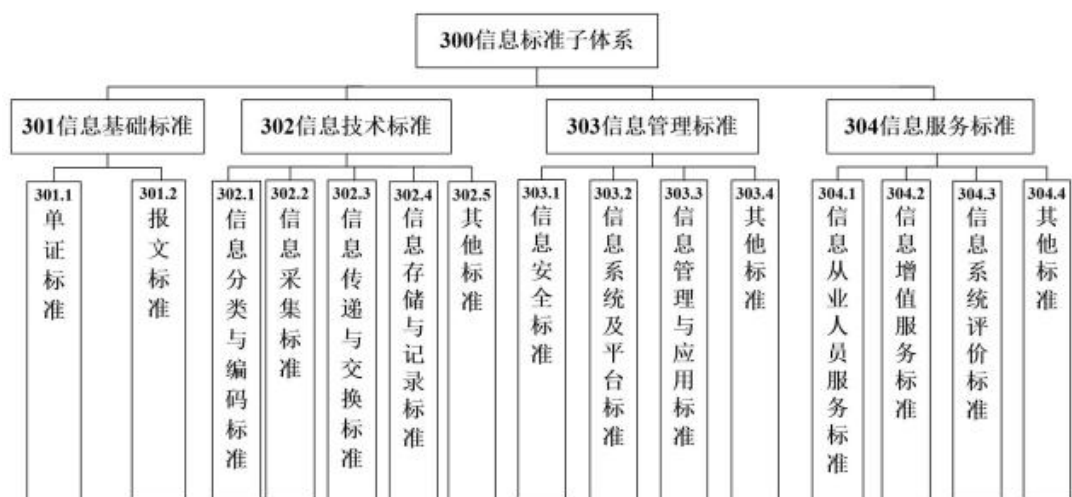 300信息标准子体系
301信息基础标准
302信息技术标准
303信息管理标准
304信息服务标准
301.1
单证标准
301.2
报文标准
302.1
信息分类与编码标准
302.2
信息采集标准
302.3
信息传递与交换标准
302.4
信息存储与记录标准
302.5
其他标准
303.1
信息安全标准
303.2
信息系统及平台标准
303.3
信息管理与应用标准
303.4
其他标准
304.1
信息从业人员服务标准
304.2
信息增值服务标准
304.3
信息系统评价标准
304.4
其他标准